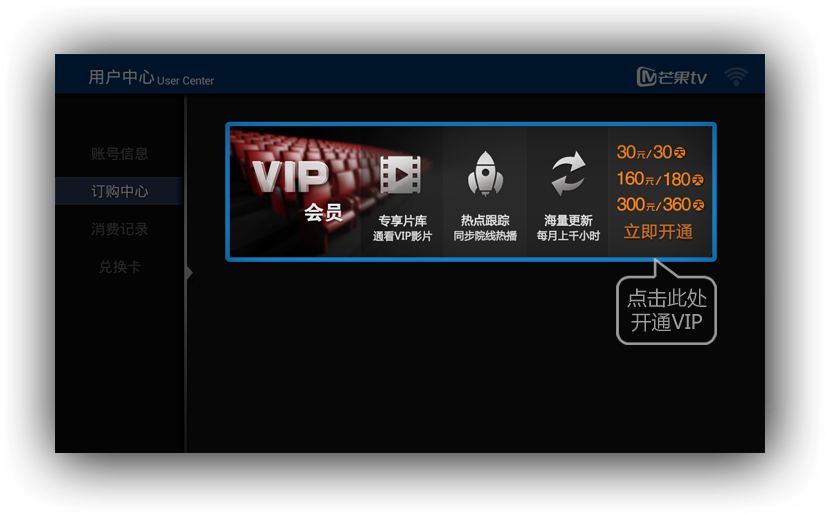 用户中心 User Center
芒果tv
账号信息
订购中心
消费记录
兑换卡
VIP
会员
专享片库
通看VIP影片
热点跟踪
同步院线热播
海量更新
每月上千小时
30元/30天
160元/180天
300元/360天
立即开通
点击此处
开通VIP